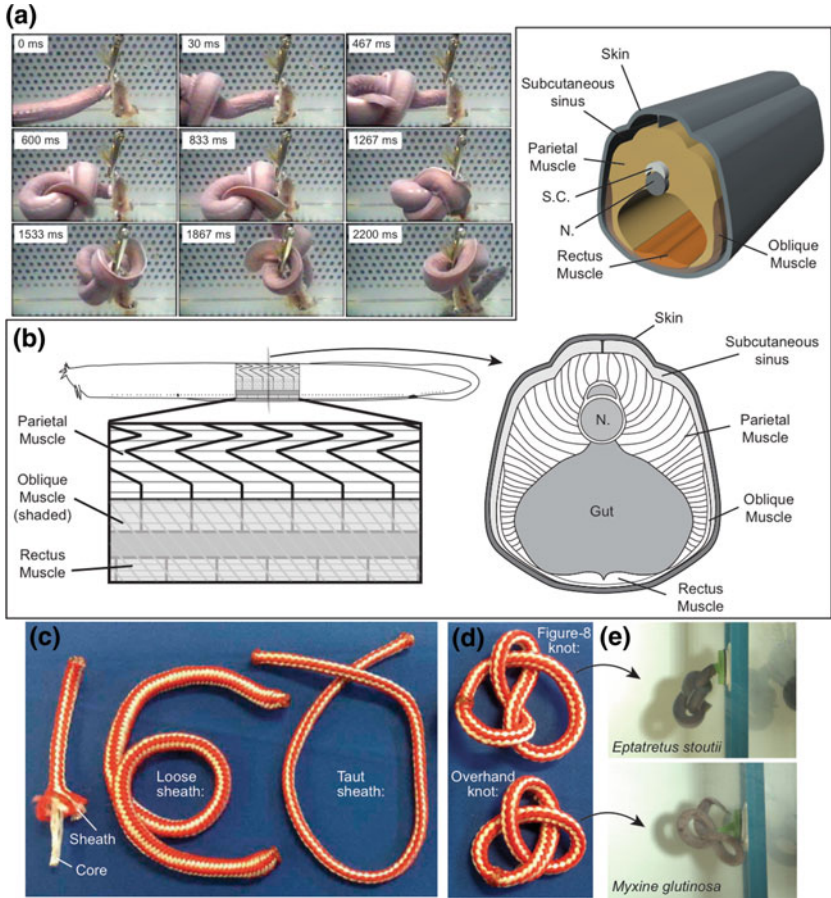 (a)
0 ms
30 ms
467 ms
600 ms
833 ms
1267 ms
1533 ms
1867 ms
2200 ms
Skin
Subcutaneous
sinus
Parietal
Muscle
S.C.
N.
Rectus
Muscle
Oblique
Muscle
(b)
Parietal
Muscle
Oblique
Muscle
(shaded)
Rectus
Muscle
Skin
Subcutaneous
sinus
N.
Parietal
Muscle
Gut
Oblique
Muscle
Rectus
Muscle
(c)
Sheath
Core
Loose
sheath:
Taut
sheath:
(d)
Figure-8
knot:
Overhand
knot:
(e)
Eptatretus stoutii
Myxine glutinosa